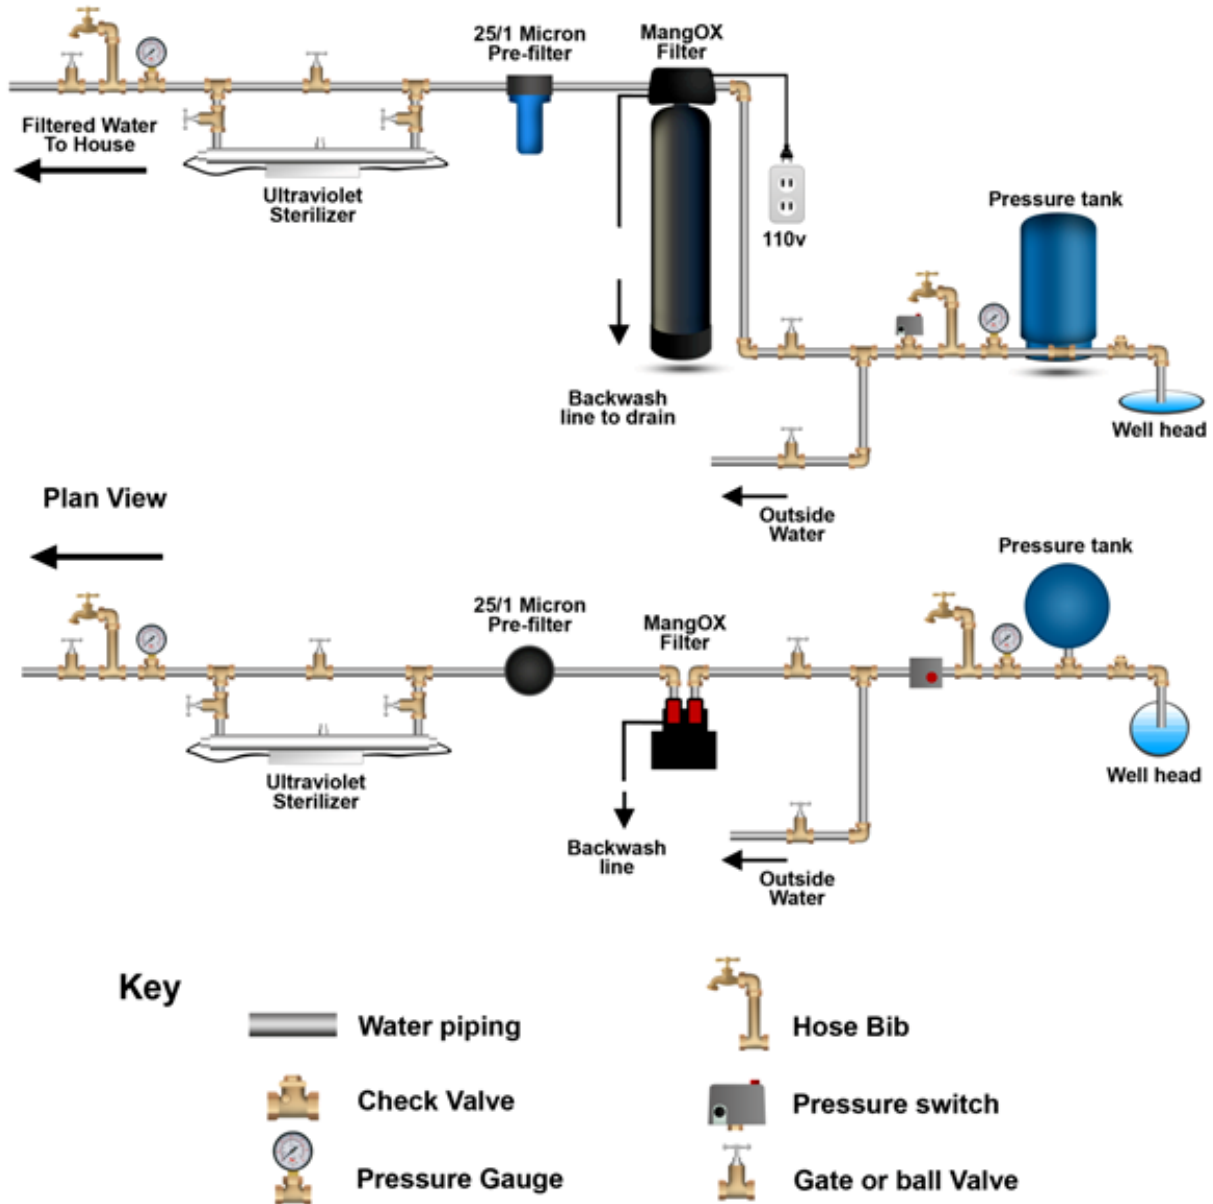 25/1 Micron
Pre-filter
MangOX
Filter
Filtered Water
To House
Ultraviolet
Sterilizer
110v
Pressure tank
Backwash
line to drain
Well head
Outside
Water
Plan View
Pressure tank
25/1 Micron
Pre-filter
MangOX
Filter
Ultraviolet
Sterilizer
Well head
Backwash
line
Outside
Water
Key
Water piping
Hose Bib
Check Valve
Pressure switch
Pressure Gauge
Gate or ball Valve